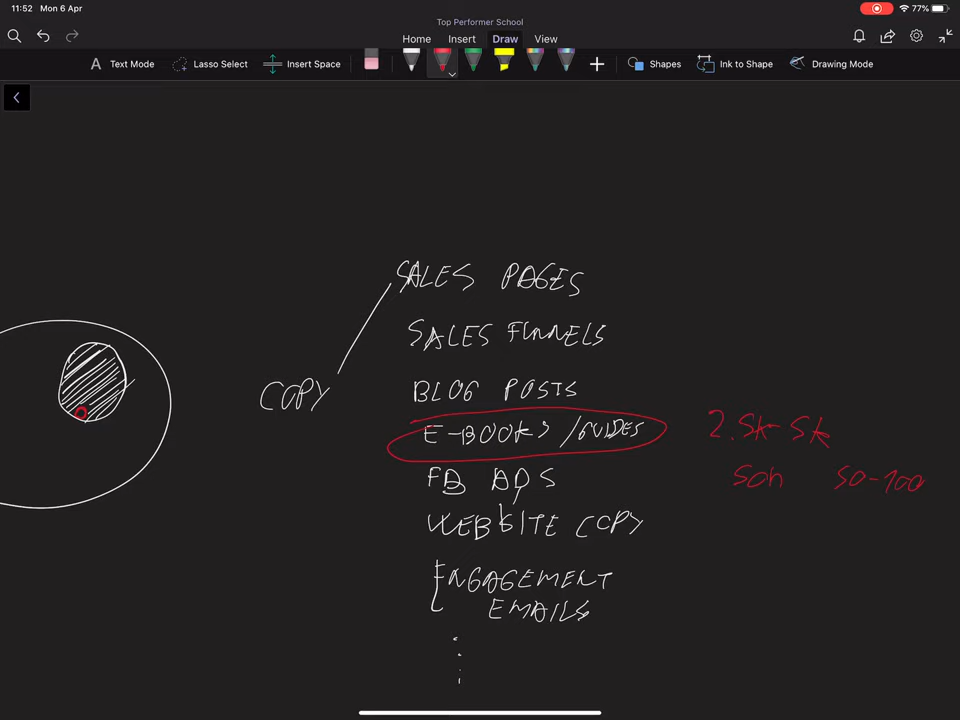 11:52 Mon 6 Apr
77%
Top Performer School
Home Insert Draw View
Text Mode Lasso Select Insert Space Shapes Ink to Shape Drawing Mode
SALES PAGES
SALES FUNNELS
COPY
BLOG POSTS
E-BOOKS /GUIDES
2.5k-5k
FB ADS
50h 50-100
WEBSITE COPY
ENGAGEMENT
EMAILS